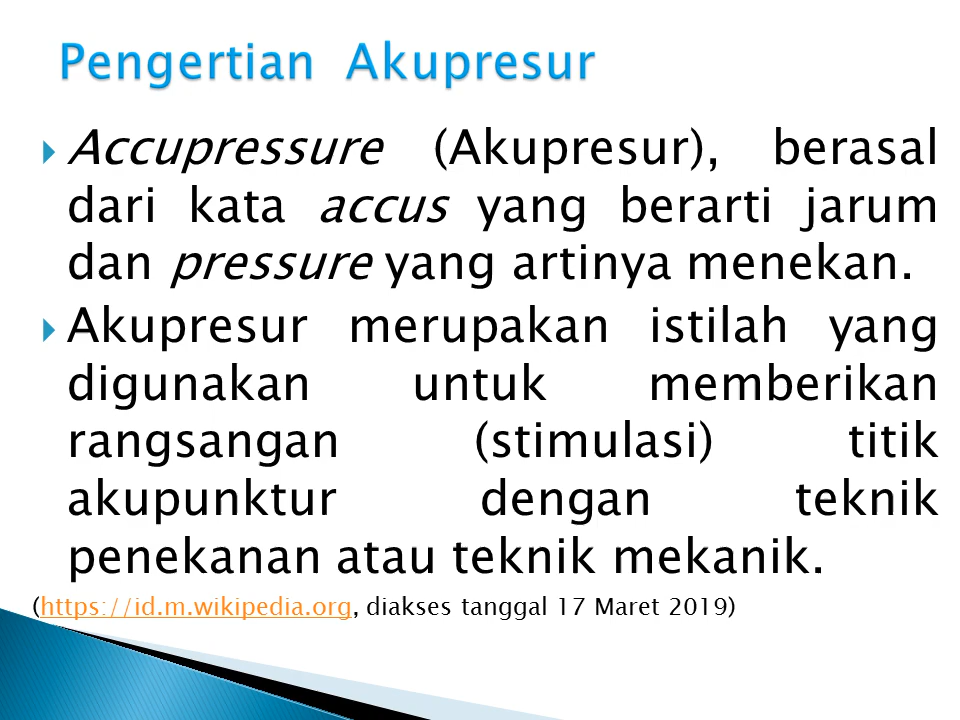 Pengertian Akupresur
Accupressure (Akupresur), berasal
dari kata accus yang berarti jarum
dan pressure yang artinya menekan.
Akupresur merupakan istilah yang
digunakan untuk memberikan
rangsangan (stimulasi) titik
akupunktur dengan teknik
penekanan atau teknik mekanik.
(https://id.m.wikipedia.org, diakses tanggal 17 Maret 2019)